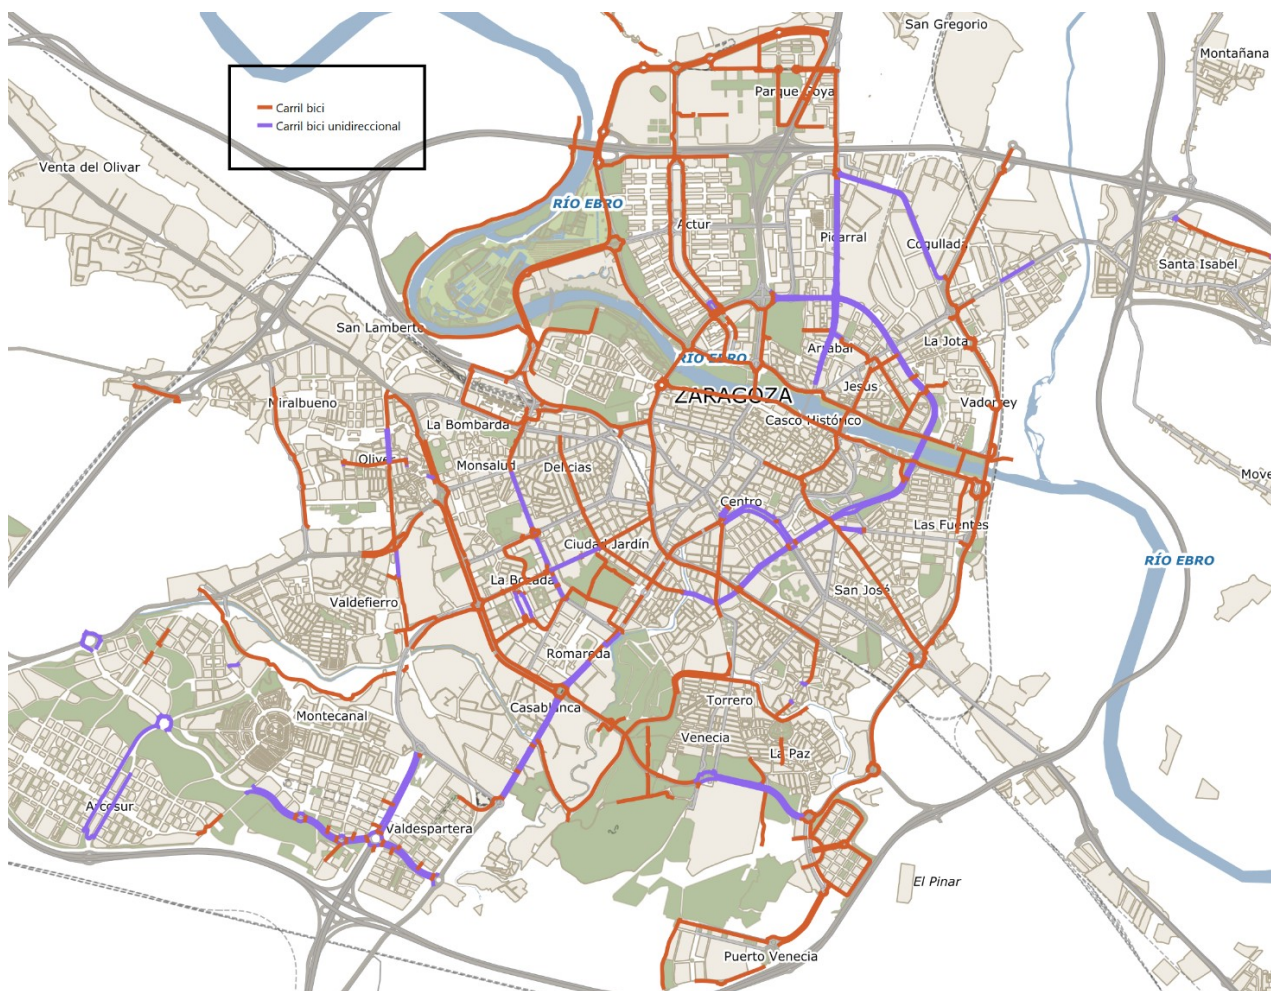 San Gregorio
Montañana
Parque Goya
Carril bici
Carril bici unidireccional
Venta del Olivar
RÍO EBRO
Actur
Picarral
Cogullada
Santa Isabel
San Lamberto
Arrabal
La Jota
RÍO EBRO
Jesus
ZARAGOZA
Miralbueno
Vadorrey
La Bombarda
Casco Histórico
Oliver
Monsalud
Delicias
Move
Centro
Las Fuentes
Ciudad Jardín
RÍO EBRO
La Bozada
San José
Valdefierro
Romareda
Torrero
Casablanca
Montecanal
Venecia
La Paz
Arcosur
Valdespartera
El Pinar
Puerto Venecia